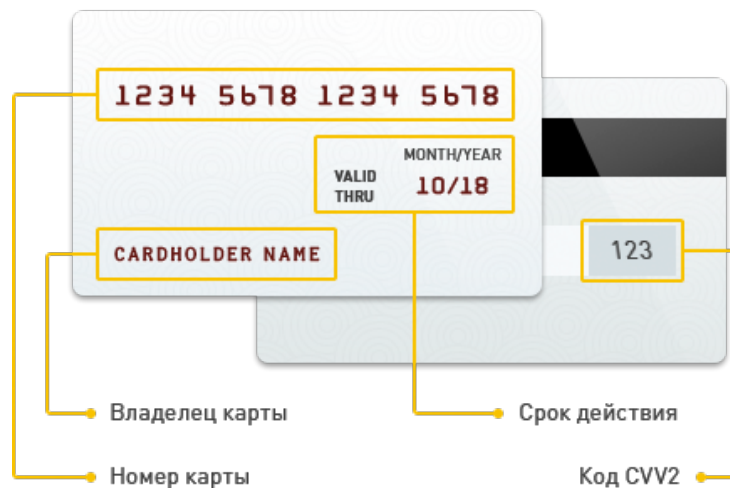 1234 5678 1234 5678
MONTH/YEAR
VALID THRU 10/18
CARDHOLDER NAME
123
Владелец карты
Срок действия
Номер карты
Код CVV2